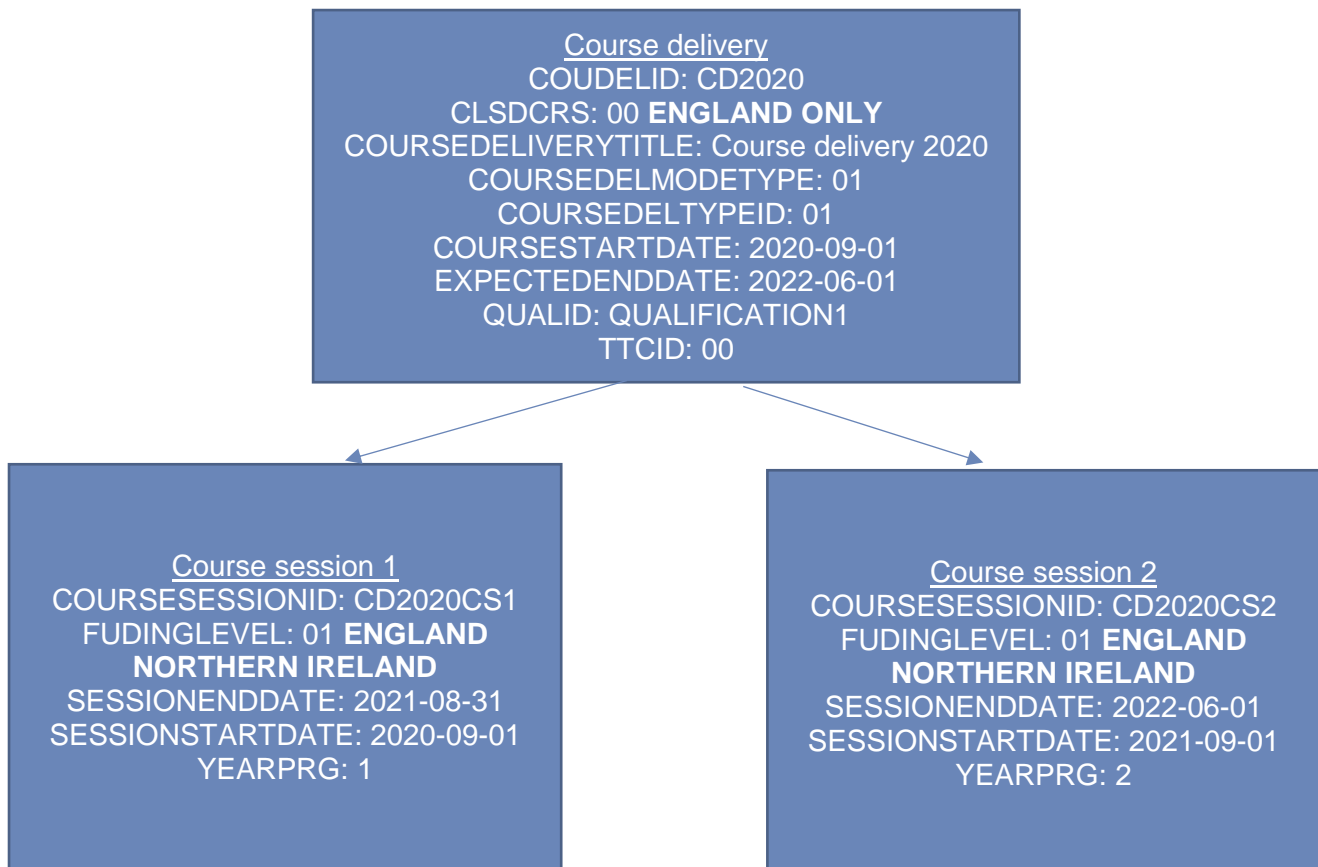 Course delivery
COUDELID: CD2020
CLSDCRS: 00 ENGLAND ONLY
COURSEDELIVERYTITLE: Course delivery 2020
COURSEDELMODETYPE: 01
COURSEDELTYPEID: 01
COURSESTARTDATE: 2020-09-01
EXPECTEDENDDATE: 2022-06-01
QUALID: QUALIFICATION1
TTCID: 00
Course session 1
COURSESESSIONID: CD2020CS1
FUDINGLEVEL: 01 ENGLAND
NORTHERN IRELAND
SESSIONENDDATE: 2021-08-31
SESSIONSTARTDATE: 2020-09-01
YEARPRG: 1
Course session 2
COURSESESSIONID: CD2020CS2
FUDINGLEVEL: 01 ENGLAND
NORTHERN IRELAND
SESSIONENDDATE: 2022-06-01
SESSIONSTARTDATE: 2021-09-01
YEARPRG: 2